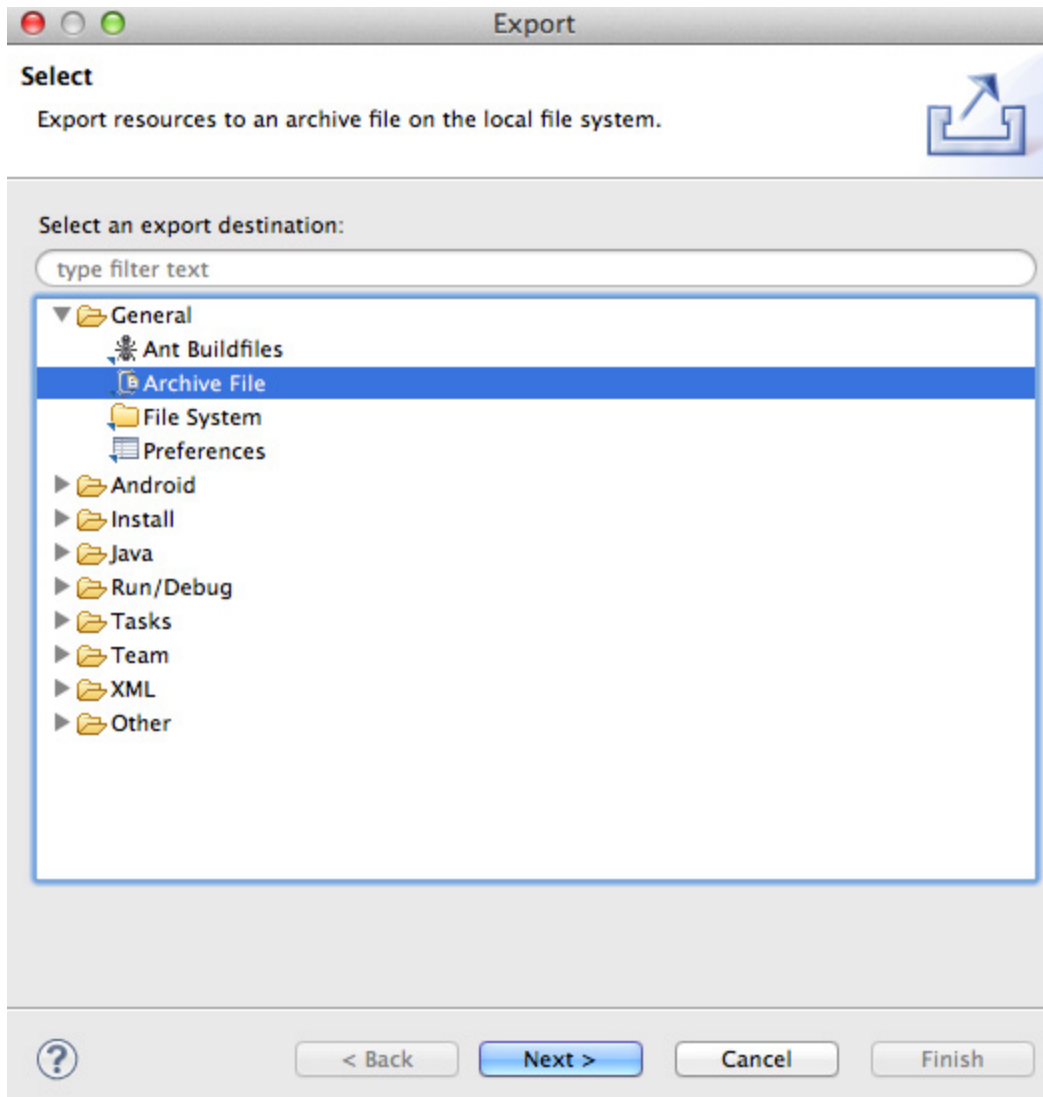 Export
Select
Export resources to an archive file on the local file system.
Select an export destination:
type filter text
General
Ant Buildfiles
Archive File
File System
Preferences
Android
Install
Java
Run/Debug
Tasks
Team
XML
Other
? < Back Next > Cancel Finish